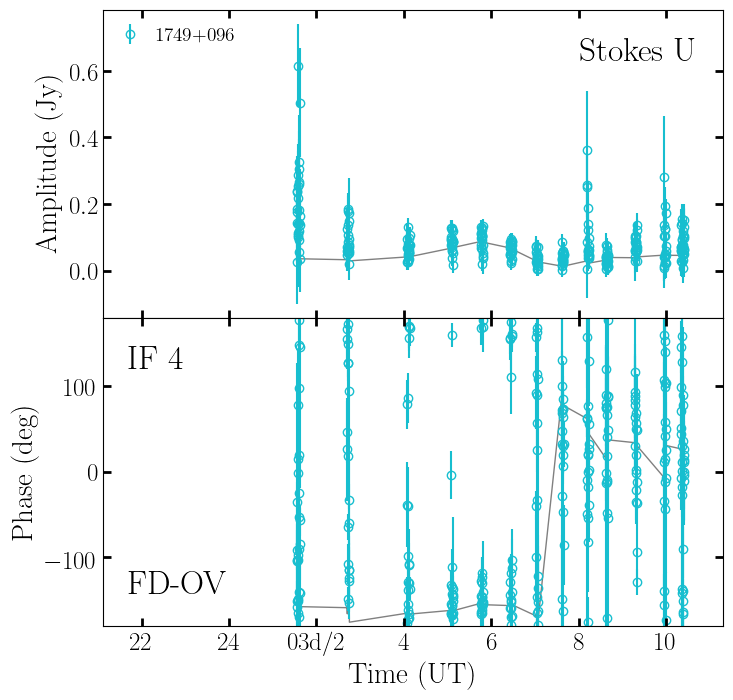 1749+096
Stokes U
Amplitude (Jy)
0.6
0.4
0.2
0.0
IF 4
Phase (deg)
100
0
−100
FD-OV
22 24 03d/2 4 6 8 10
Time (UT)